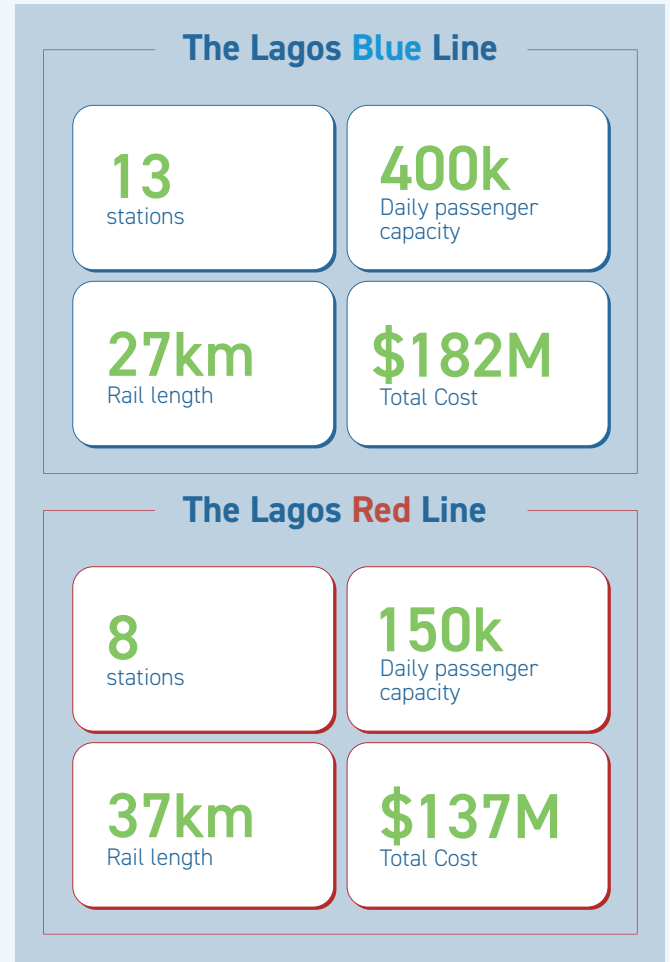 The Lagos Blue Line
13
stations
400k
Daily passenger
capacity
27km
Rail length
$182M
Total Cost
The Lagos Red Line
8
stations
150k
Daily passenger
capacity
37km
Rail length
$137M
Total Cost